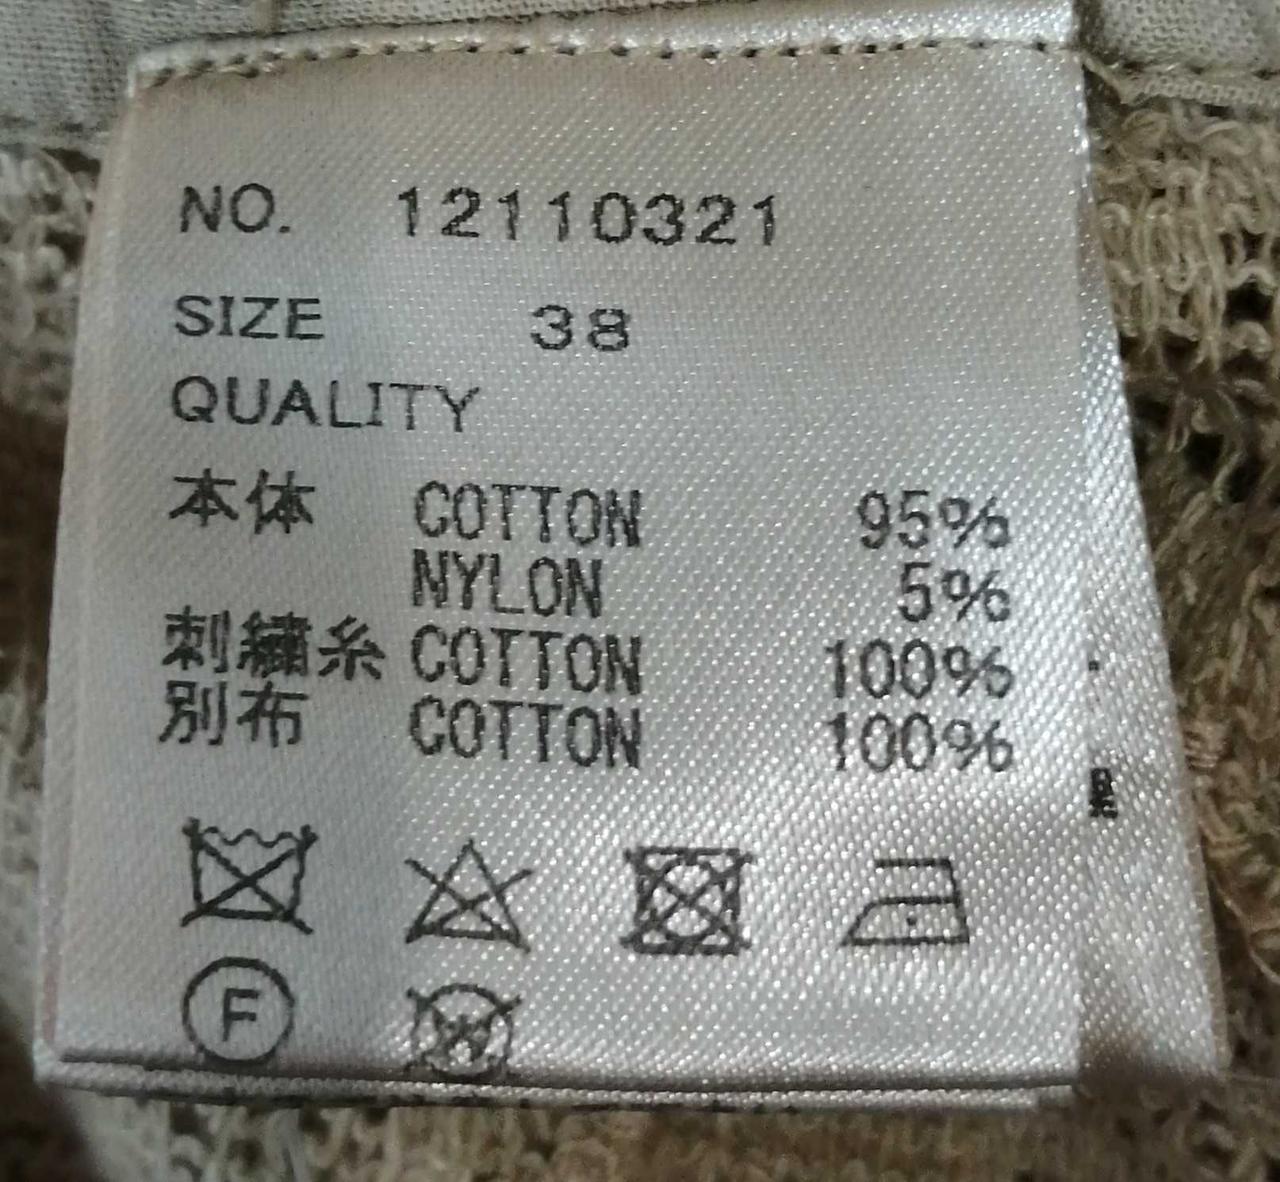 NO. 12110321
SIZE 38
QUALITY
本体 COTTON 95%
NYLON 5%
刺繍糸 COTTON 100%
別布 COTTON 100%
F